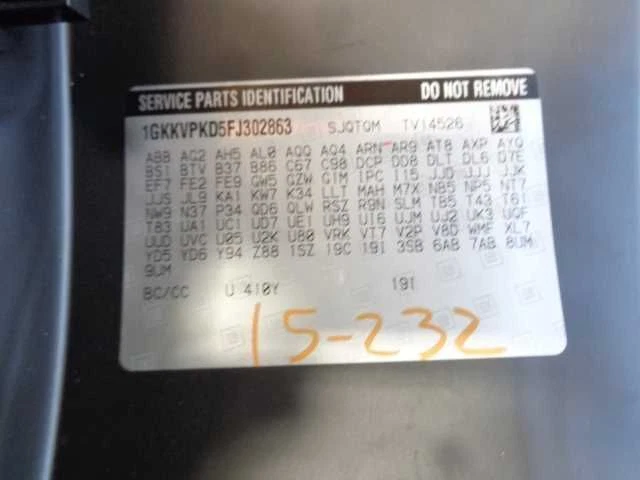 SERVICE PARTS IDENTIFICATION DO NOT REMOVE
1GKKVPKD5FJ302863 SJQTQM TV14526
AB8 AC2 AH5 AL0 AQQ AQ4 ARN AR9 AT8 AXP AYQ
BS1 BTV B37 B86 C67 C98 DCP DD8 DLT DL6 D7E
EF7 FE2 FE9 GW5 GZW G1M IPC I15 JJD JJJ JJK
JJS JL9 KA1 KW7 K34 LLT MAH M7X N85 NP5 NT7
NW9 N37 P34 QD6 QLW RSZ R9N SLM TB5 T43 T61
T83 UA1 UC1 UD7 UE1 UH9 U16 UJM UJ2 UK3 UQF
UUD UVC U05 U2K U80 VRK VT7 V2P V8D WMF XL7
YD5 YD6 Y94 Z88 1SZ 19C 19I 3SB 6AB 7AB 8UM
9UM
BC/CC U 410Y 19I
15-232